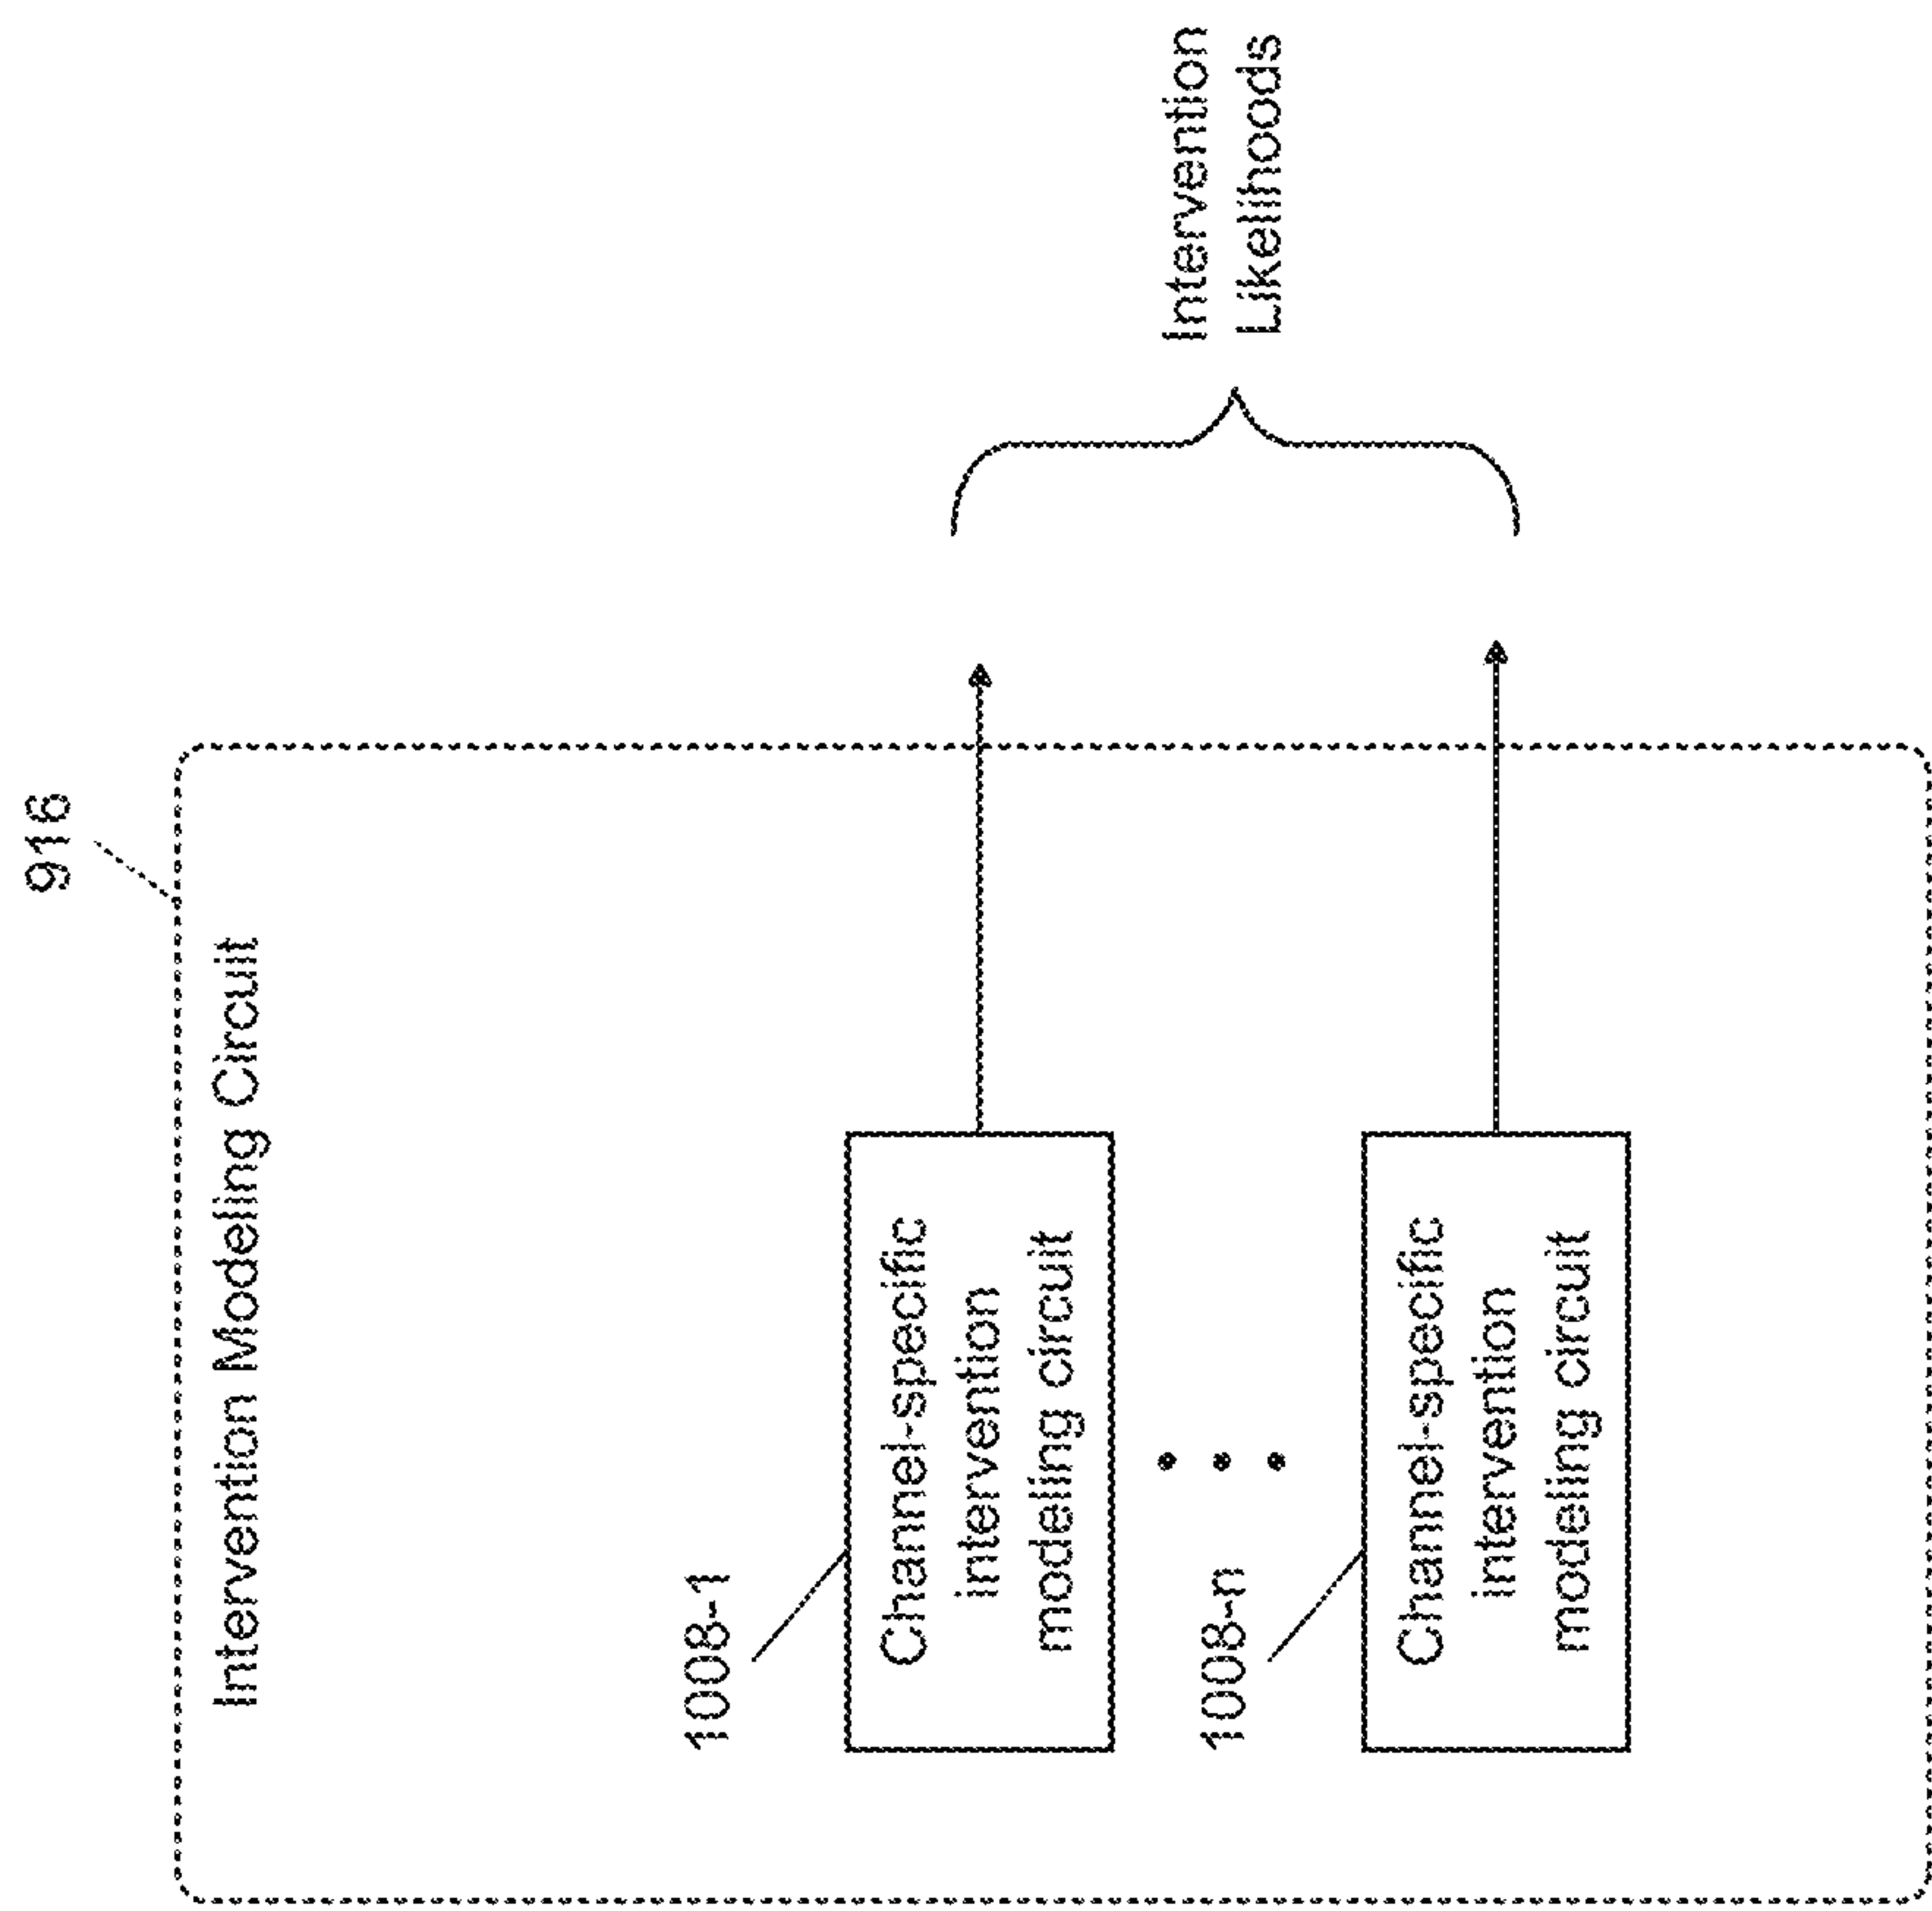 916
Intervention Modeling Circuit
1008-1
Channel-specific
intervention
modeling circuit
1008-n
Channel-specific
intervention
modeling circuit
Intervention
Likelihoods